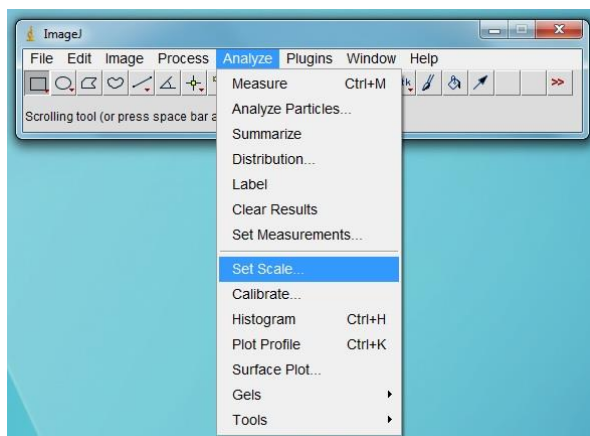 ImageJ
File Edit Image Process Analyze Plugins Window Help
Scrolling tool (or press space bar a
Measure Ctrl+M
Analyze Particles...
Summarize
Distribution...
Label
Clear Results
Set Measurements...
Set Scale...
Calibrate...
Histogram Ctrl+H
Plot Profile Ctrl+K
Surface Plot...
Gels
Tools